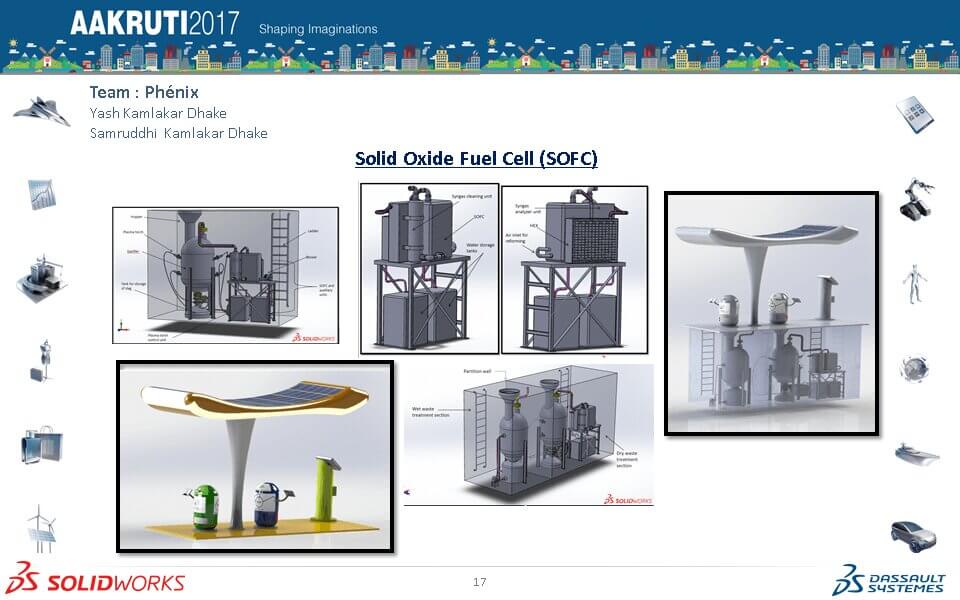 AAKRUTI2017 Shaping Imaginations
Team : Phénix
Yash Kamlakar Dhake
Samruddhi Kamlakar Dhake
Solid Oxide Fuel Cell (SOFC)
Hopper
Plasma torch
Gasifier
Tank for storage
of slag
Plasma torch
control unit
Ladder
Blower
SOFC and
auxiliary
units
SOLIDWORKS
Syngas cleaning unit
SOFC
Water storage
tanks
Syngas
analyzer unit
HEX
Air inlet for
reforming
Partition wall
Wet waste
treatment section
Dry waste
treatment
section
SOLIDWORKS
SOLIDWORKS
17
DASSAULT
SYSTEMES